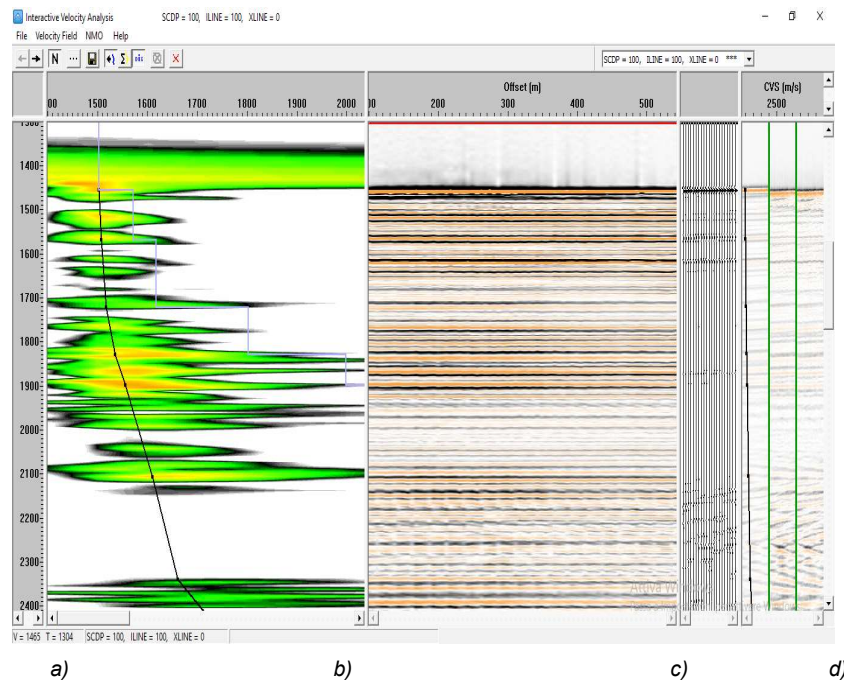 Interactive Velocity Analysis SCDP = 100, ILINE = 100, XLINE = 0
File Velocity Field NMO Help
N ... Σ SCDP = 100, ILINE = 100, XLINE = 0 ***
Offset (m) CVS (m/s)
00 1500 1600 1700 1800 1900 2000 00 200 300 400 500 2500
1300
1400
1500
1600
1700
1800
1900
2000
2100
2200
2300
2400
V = 1465 T = 1304 SCDP = 100, ILINE = 100, XLINE = 0
a) b) c) d)